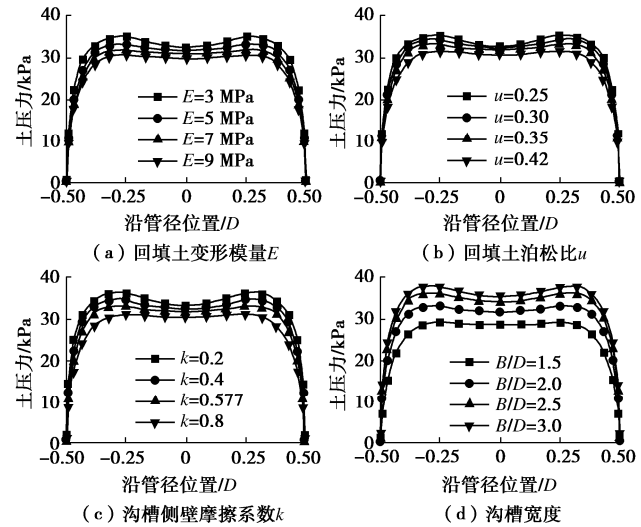 40
30
20
10
0
土压力/kPa
E=3 MPa
E=5 MPa
E=7 MPa
E=9 MPa
-0.50 -0.25 0 0.25 0.50
沿管径位置/D
(a)回填土变形模量E
40
30
20
10
0
土压力/kPa
u=0.25
u=0.30
u=0.35
u=0.42
-0.50 -0.25 0 0.25 0.50
沿管径位置/D
(b)回填土泊松比u
40
30
20
10
0
土压力/kPa
k=0.2
k=0.4
k=0.577
k=0.8
-0.50 -0.25 0 0.25 0.50
沿管径位置/D
(c)沟槽侧壁摩擦系数k
40
30
20
10
0
土压力/kPa
B/D=1.5
B/D=2.0
B/D=2.5
B/D=3.0
-0.50 -0.25 0 0.25 0.50
沿管径位置/D
(d)沟槽宽度